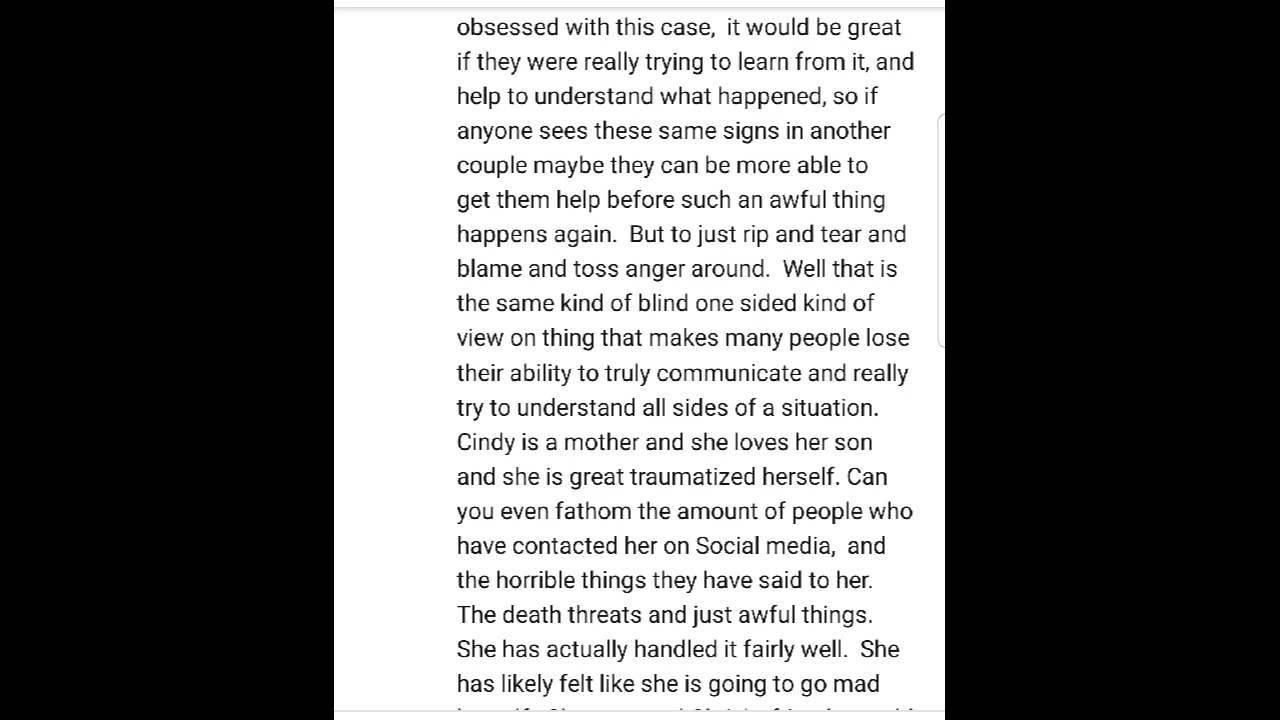 obsessed with this case,  it would be great
if they were really trying to learn from it, and
help to understand what happened, so if
anyone sees these same signs in another
couple maybe they can be more able to
get them help before such an awful thing
happens again.  But to just rip and tear and
blame and toss anger around.  Well that is
the same kind of blind one sided kind of
view on thing that makes many people lose
their ability to truly communicate and really
try to understand all sides of a situation.
Cindy is a mother and she loves her son
and she is great traumatized herself. Can
you even fathom the amount of people who
have contacted her on Social media,  and
the horrible things they have said to her.
The death threats and just awful things.
She has actually handled it fairly well.  She
has likely felt like she is going to go mad